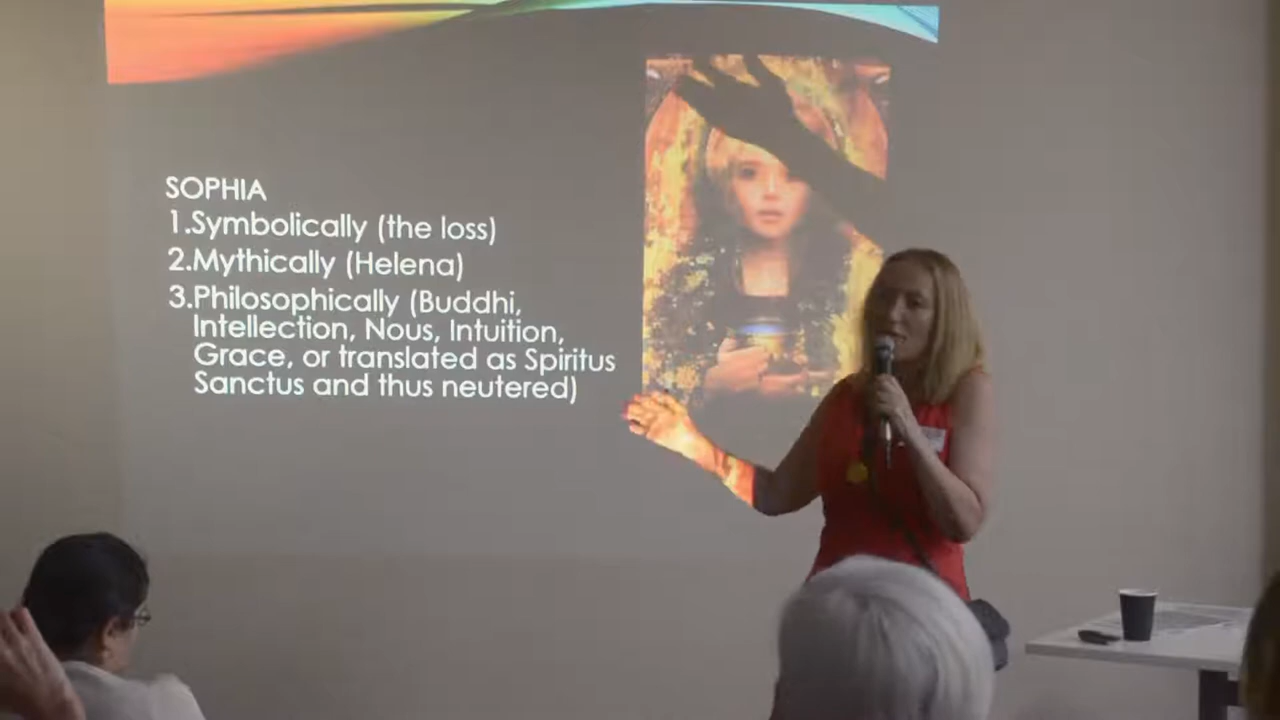 SOPHIA
1.Symbolically (the loss)
2.Mythically (Helena)
3.Philosophically (Buddhi,
Intellection, Nous, Intuition,
Grace, or translated as Spiritus
Sanctus and thus neutered)